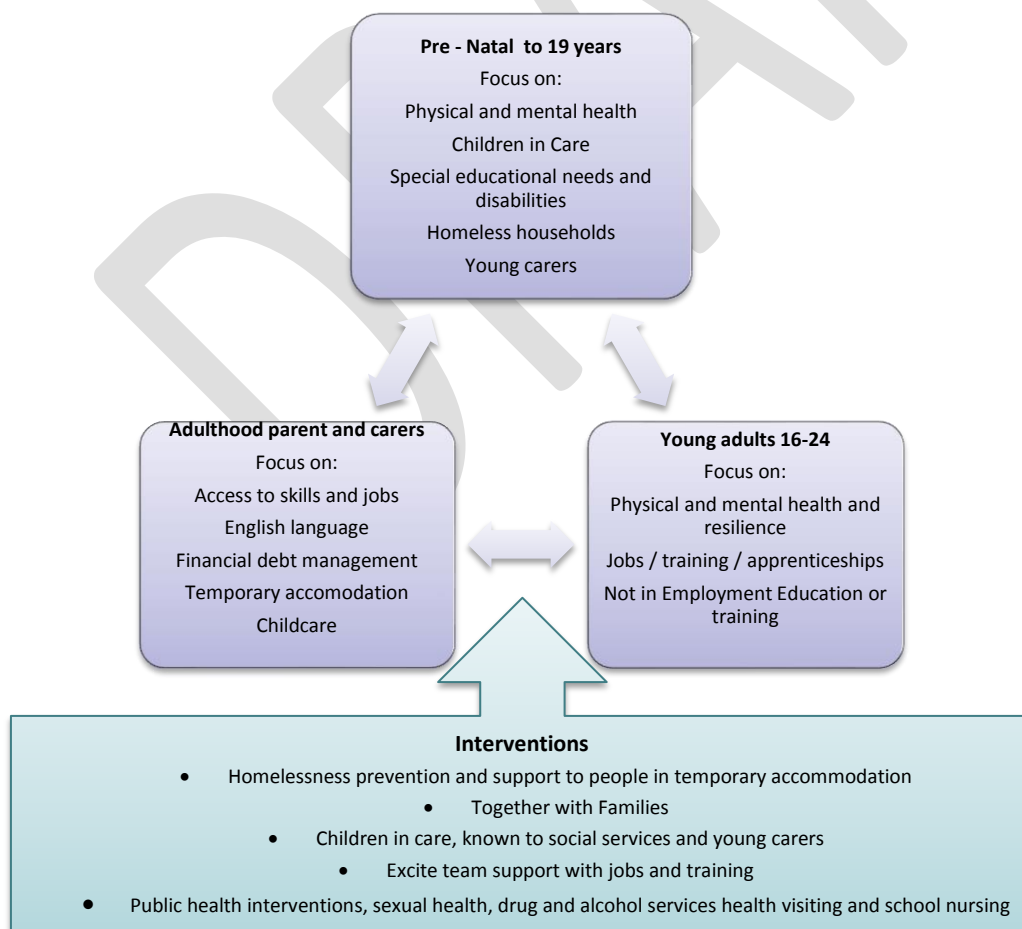 DRAF
Pre - Natal  to 19 years
Focus on:
Physical and mental health
Children in Care
Special educational needs and
disabilities
Homeless households
Young carers
Adulthood parent and carers
Focus on:
Access to skills and jobs
English language
Financial debt management
Temporary accomodation
Childcare
Young adults 16-24
Focus on:
Physical and mental health and
resilience
Jobs / training / apprenticeships
Not in Employment Education or
training
Interventions
• Homelessness prevention and support to people in temporary accommodation
• Together with Families
• Children in care, known to social services and young carers
• Excite team support with jobs and training
• Public health interventions, sexual health, drug and alcohol services health visiting and school nursing